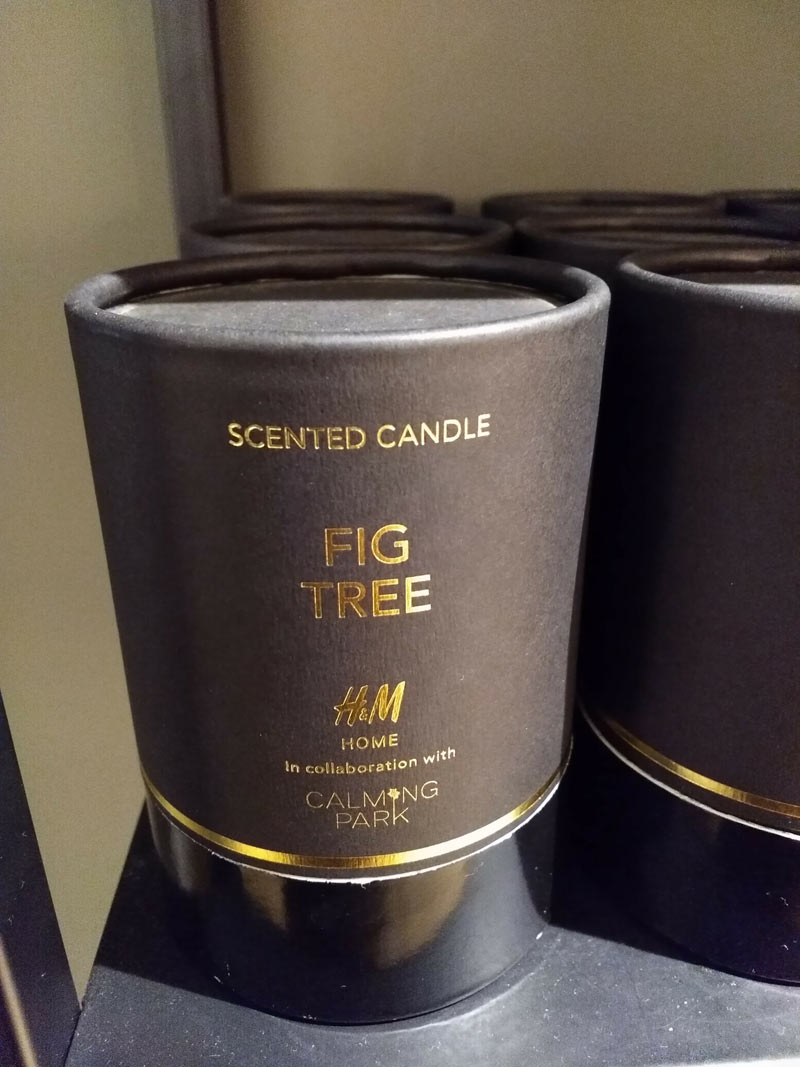 SCENTED CANDLE
FIG
TREE
H&M
HOME
In collaboration with
CALMING
PARK